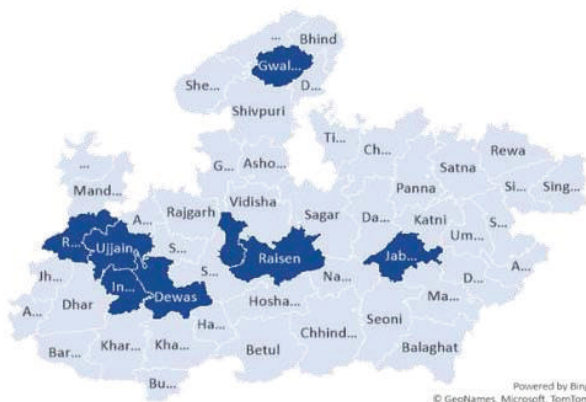 ... Bhind
Gwal...
She... D...
Shivpuri
Ti... Ch... Rewa
G... Asho... Satna
... Panna Si... Sing...
Mand... Vidisha
A... Rajgarh Sagar Da... Katni S...
R... Ujjain S... Um...
Raisen Jab...
Jh... In... Dewas S... Na... D... A...
Dhar Hosha... Ma...
A... Ha... Seoni
Bar... Khar... Kha... Betul Chhind... Balaghat
Bu...
Powered by Bing
© GeoNames, Microsoft, TomTom